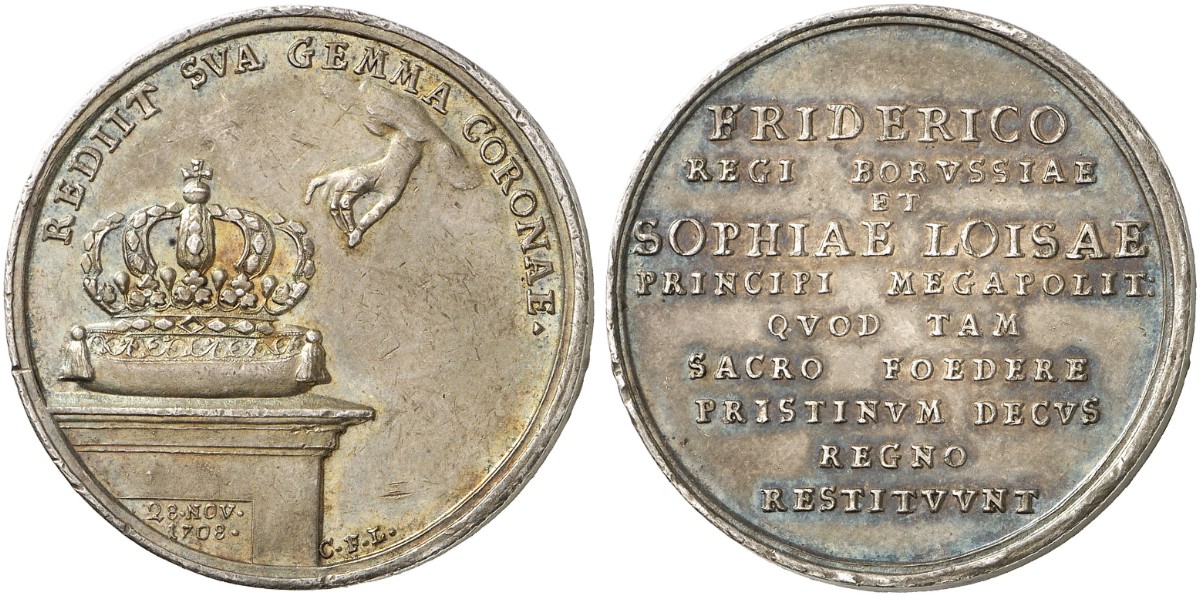 REDIIT SVA GEMMA CORONAE.
28·NOV·
1708·
C·F·L·
FRIDERICO
REGI BORVSSIAE
ET
SOPHIAE LOISAE
PRINCIPI MEGAPOLIT:
QVOD TAM
SACRO FOEDERE
PRISTINVM DECVS
REGNO
RESTITVVNT